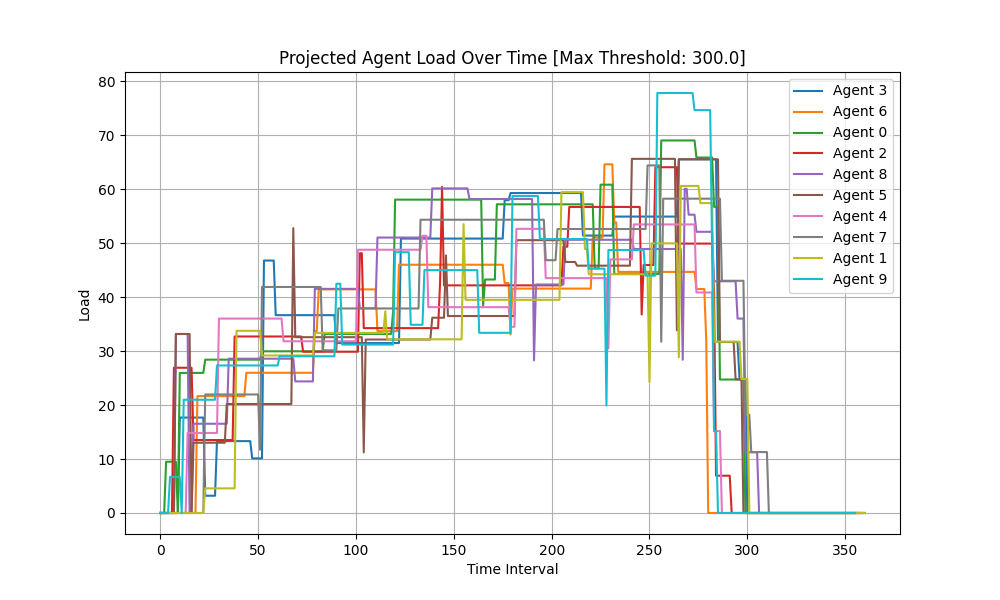 Projected Agent Load Over Time [Max Threshold: 300.0]
Load
80
70
60
50
40
30
20
10
0
0 50 100 150 200 250 300 350
Time Interval
Agent 3
Agent 6
Agent 0
Agent 2
Agent 8
Agent 5
Agent 4
Agent 7
Agent 1
Agent 9